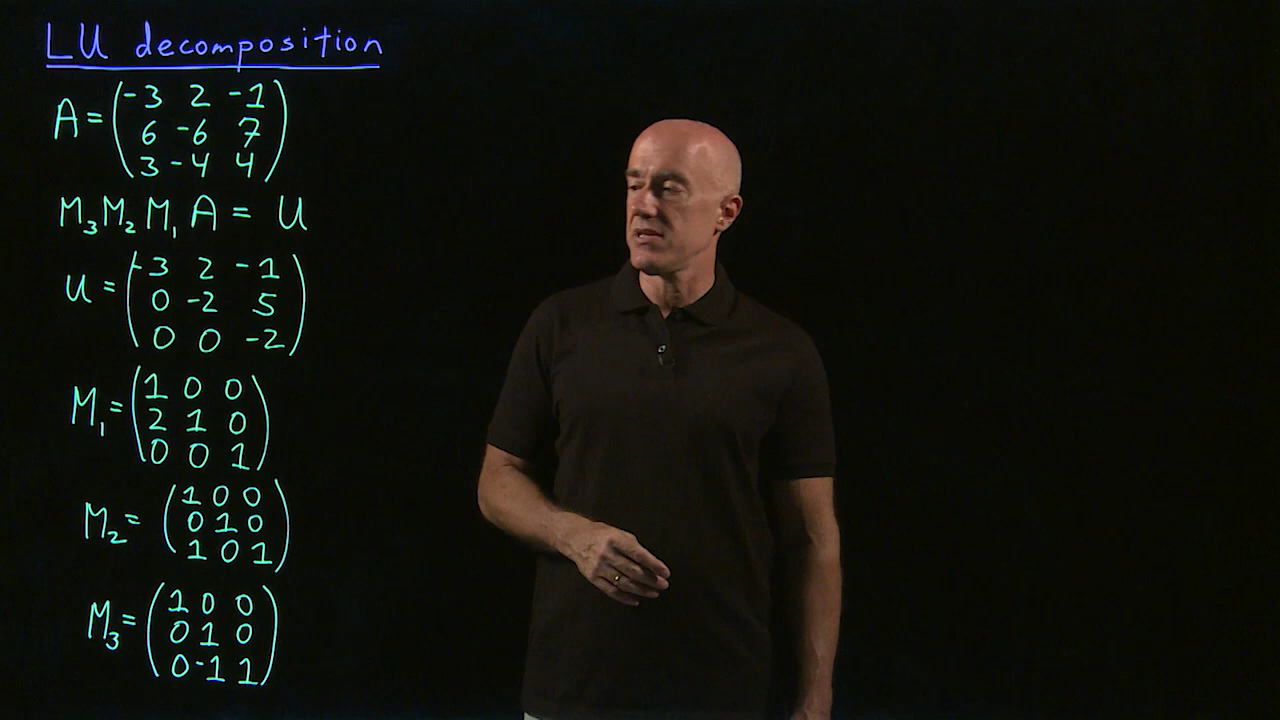 LU decomposition
A = (-3 2 -1
6 -6 7
3 -4 4)
M₃M₂M₁A = U
U = (-3 2 -1
0 -2 5
0 0 -2)
M₁ = (1 0 0
2 1 0
0 0 1)
M₂ = (1 0 0
0 1 0
1 0 1)
M₃ = (1 0 0
0 1 0
0 -1 1)